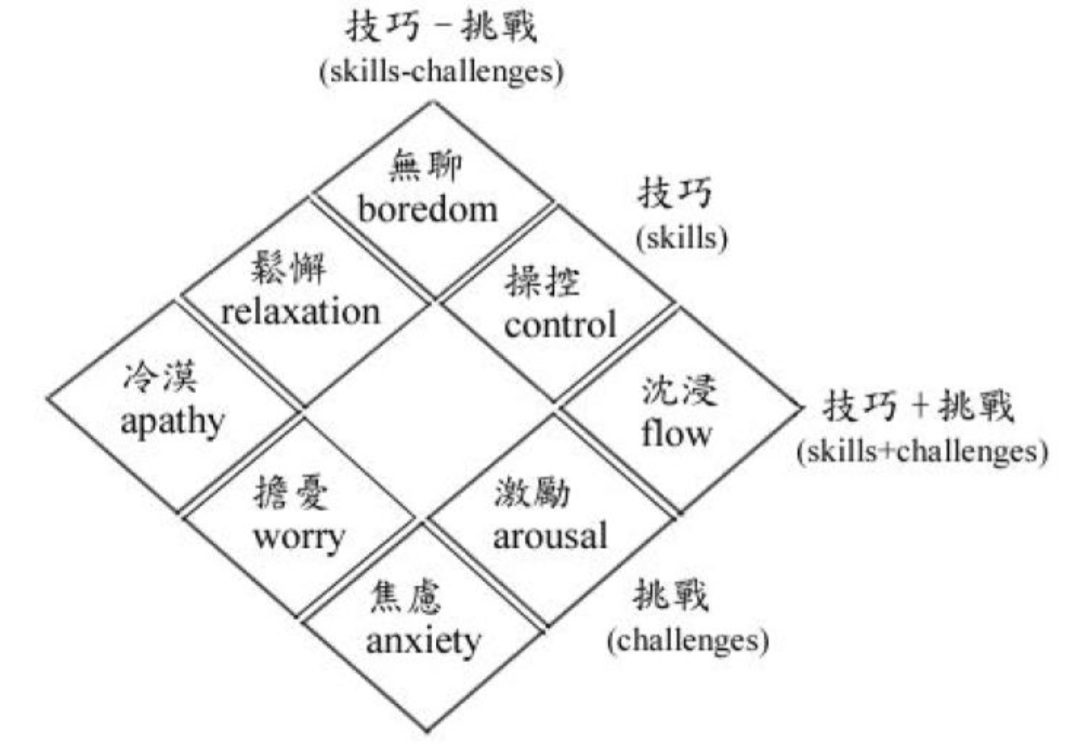 技巧－挑戰
(skills-challenges)
無聊
boredom
技巧
(skills)
鬆懈
relaxation
操控
control
冷漠
apathy
沈浸
flow
技巧＋挑戰
(skills+challenges)
擔憂
worry
激勵
arousal
焦慮
anxiety
挑戰
(challenges)